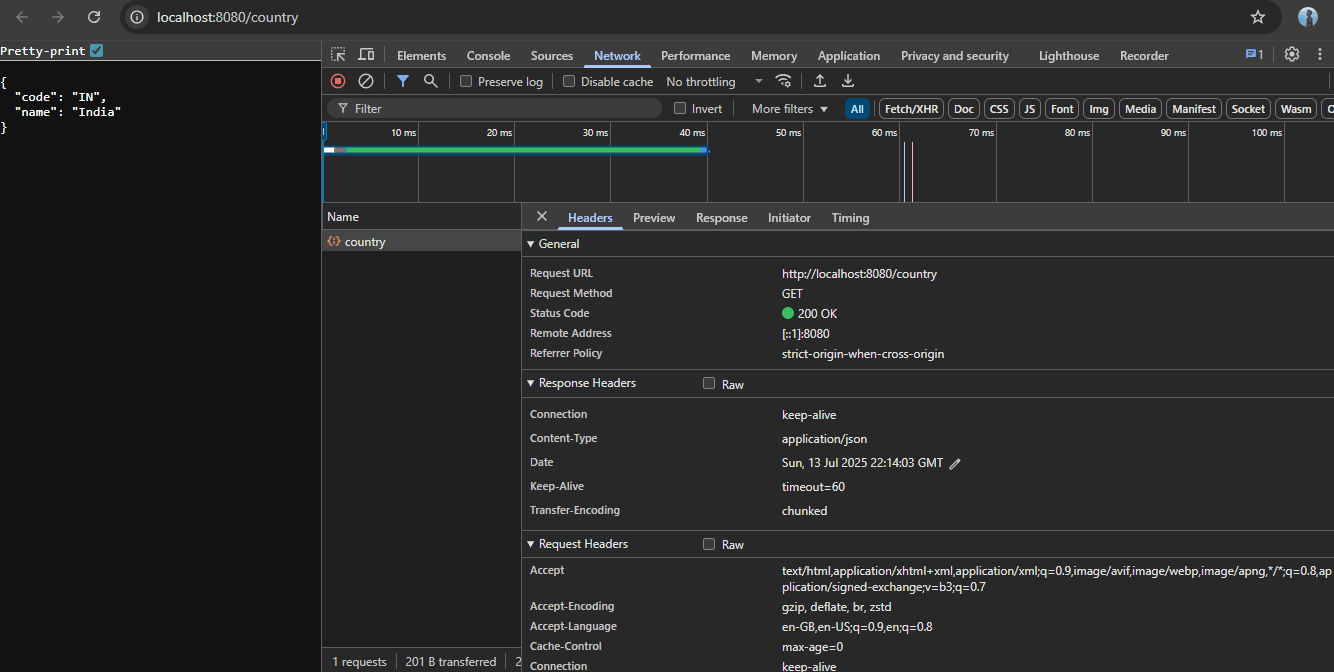 localhost:8080/country
Pretty-print
{
  "code": "IN",
  "name": "India"
}
Elements Console Sources Network Performance Memory Application Privacy and security Lighthouse Recorder 1
Preserve log Disable cache No throttling
Filter Invert More filters All Fetch/XHR Doc CSS JS Font Img Media Manifest Socket Wasm
10 ms 20 ms 30 ms 40 ms 50 ms 60 ms 70 ms 80 ms 90 ms 100 ms
Name
country
Headers Preview Response Initiator Timing
General
Request URL http://localhost:8080/country
Request Method GET
Status Code 200 OK
Remote Address [::1]:8080
Referrer Policy strict-origin-when-cross-origin
Response Headers Raw
Connection keep-alive
Content-Type application/json
Date Sun, 13 Jul 2025 22:14:03 GMT
Keep-Alive timeout=60
Transfer-Encoding chunked
Request Headers Raw
Accept text/html,application/xhtml+xml,application/xml;q=0.9,image/avif,image/webp,image/apng,*/*;q=0.8,ap
plication/signed-exchange;v=b3;q=0.7
Accept-Encoding gzip, deflate, br, zstd
Accept-Language en-GB,en-US;q=0.9,en;q=0.8
Cache-Control max-age=0
Connection keep-alive
1 requests 201 B transferred 2